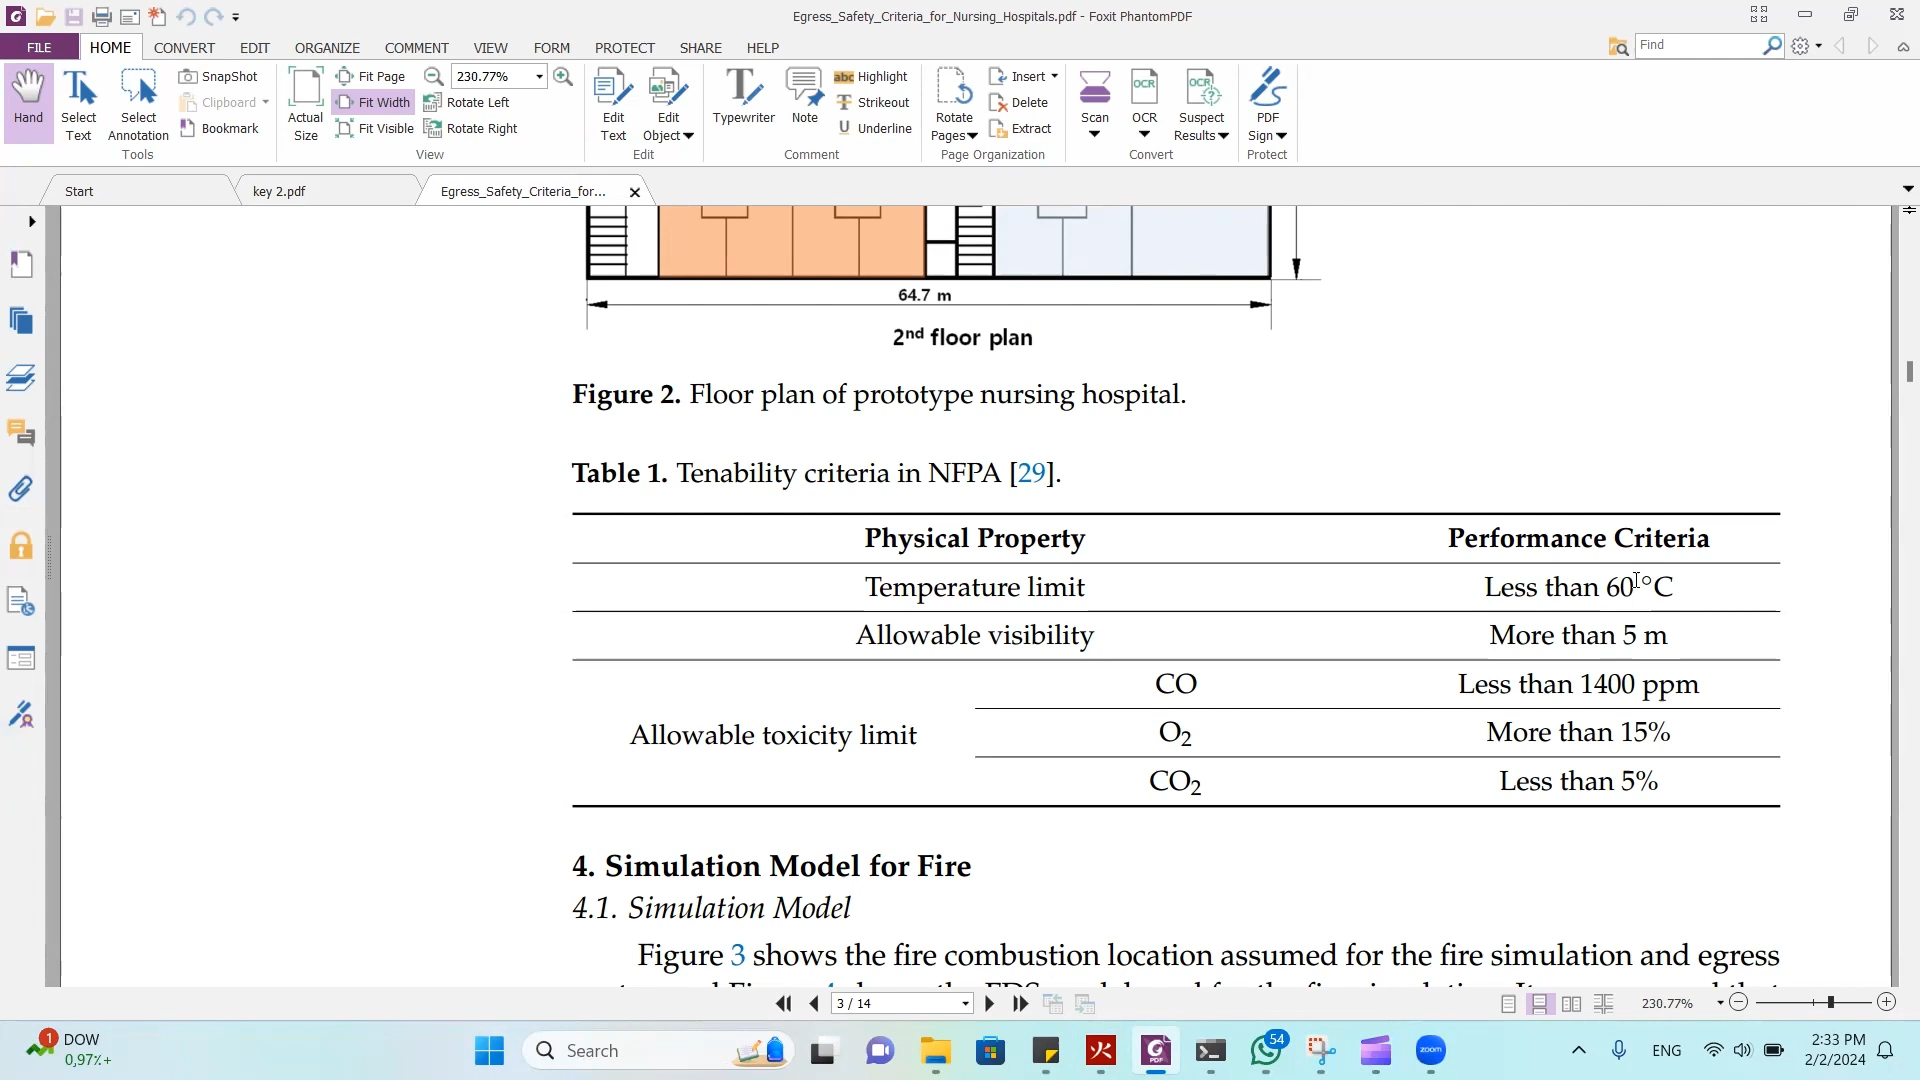 Egress_Safety_Criteria_for_Nursing_Hospitals.pdf - Foxit PhantomPDF
FILE HOME CONVERT EDIT ORGANIZE COMMENT VIEW FORM PROTECT SHARE HELP
Find
Hand
Select Text
Select Annotation
SnapShot
Clipboard
Bookmark
Tools
Actual Size
Fit Page
Fit Width
Fit Visible
230.77%
Rotate Left
Rotate Right
View
Edit Text
Edit Object
Edit
Typewriter
Note
abc Highlight
T Strikeout
U Underline
Comment
Rotate Pages
Insert
Delete
Extract
Page Organization
Scan
OCR
OCR
OCR
Suspect Results
Convert
PDF Sign
Protect
Start
key 2.pdf
Egress_Safety_Criteria_for...
64.7 m
2nd floor plan
Figure 2. Floor plan of prototype nursing hospital.
Table 1. Tenability criteria in NFPA [29].
Physical Property Performance Criteria
Temperature limit Less than 60 °C
Allowable visibility More than 5 m
Allowable toxicity limit
CO Less than 1400 ppm
O2 More than 15%
CO2 Less than 5%
4. Simulation Model for Fire
4.1. Simulation Model
Figure 3 shows the fire combustion location assumed for the fire simulation and egress
3 / 14
230.77%
1
DOW
0,97%+
Search
PDF
54
zoom
ENG
2:33 PM
2/2/2024